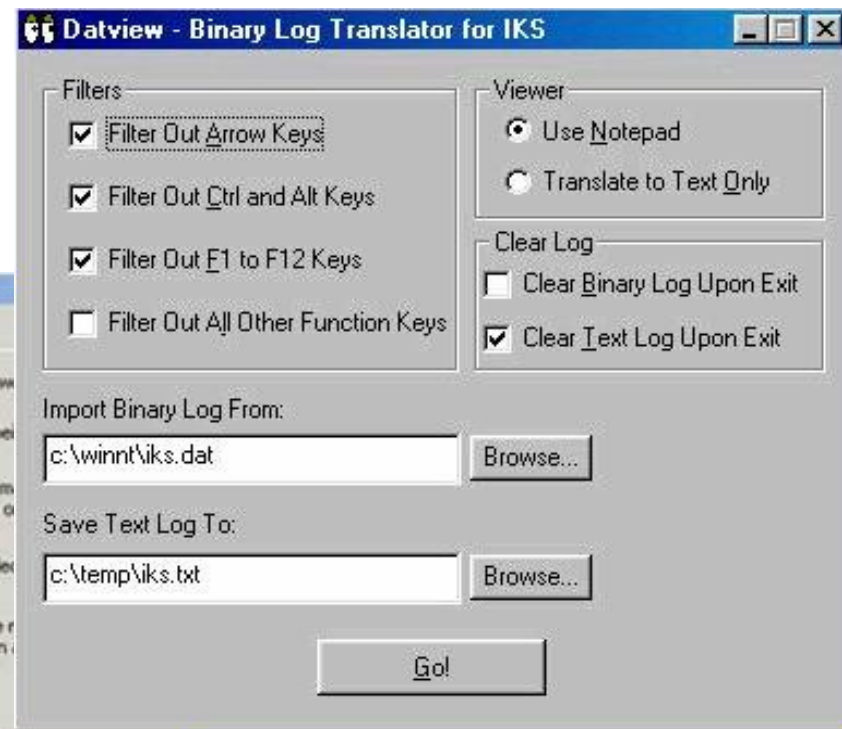 Datview - Binary Log Translator for IKS
Filters
Filter Out Arrow Keys
Filter Out Ctrl and Alt Keys
Filter Out F1 to F12 Keys
Filter Out All Other Function Keys
Viewer
Use Notepad
Translate to Text Only
Clear Log
Clear Binary Log Upon Exit
Clear Text Log Upon Exit
Import Binary Log From:
c:\winnt\iks.dat
Browse...
Save Text Log To:
c:\temp\iks.txt
Browse...
Go!